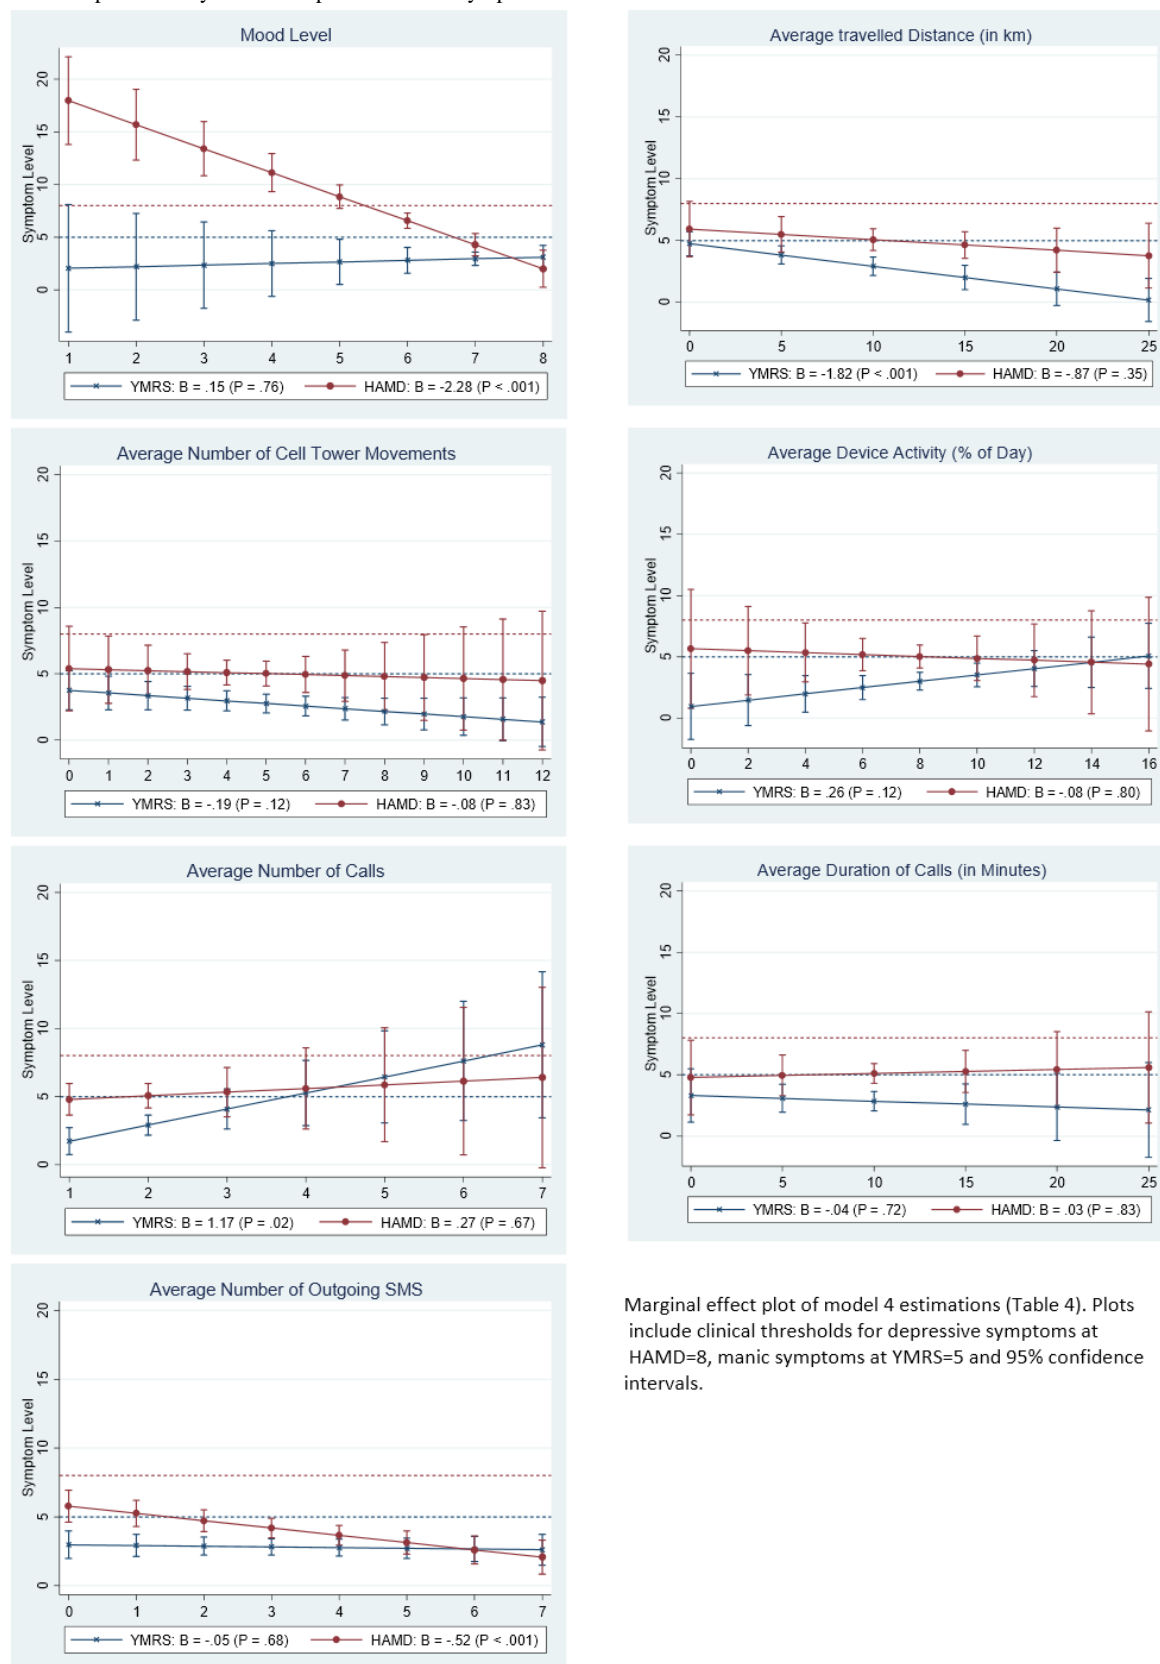 Mood Level
Symptom Level
20
15
10
5
0
1 2 3 4 5 6 7 8
YMRS: B = .15 (P = .76) HAMD: B = -2.28 (P < .001)
Average travelled Distance (in km)
Symptom Level
20
15
10
5
0
0 5 10 15 20 25
YMRS: B = -1.82 (P < .001) HAMD: B = -.87 (P = .35)
Average Number of Cell Tower Movements
Symptom Level
20
15
10
5
0
0 1 2 3 4 5 6 7 8 9 10 11 12
YMRS: B = -.19 (P = .12) HAMD: B = -.08 (P = .83)
Average Device Activity (% of Day)
Symptom Level
20
15
10
5
0
0 2 4 6 8 10 12 14 16
YMRS: B = .26 (P = .12) HAMD: B = -.08 (P = .80)
Average Number of Calls
Symptom Level
20
15
10
5
0
1 2 3 4 5 6 7
YMRS: B = 1.17 (P = .02) HAMD: B = .27 (P = .67)
Average Duration of Calls (in Minutes)
Symptom Level
20
15
10
5
0
0 5 10 15 20 25
YMRS: B = -.04 (P = .72) HAMD: B = .03 (P = .83)
Average Number of Outgoing SMS
Symptom Level
20
15
10
5
0
0 1 2 3 4 5 6 7
YMRS: B = -.05 (P = .68) HAMD: B = -.52 (P < .001)
Marginal effect plot of model 4 estimations (Table 4). Plots
include clinical thresholds for depressive symptoms at
HAMD=8, manic symptoms at YMRS=5 and 95% confidence
intervals.